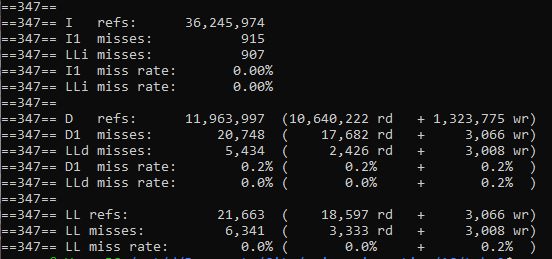 ==347==
==347== I   refs:      36,245,974
==347== I1  misses:           915
==347== LLi misses:           907
==347== I1  miss rate:       0.00%
==347== LLi miss rate:       0.00%
==347==
==347== D   refs:      11,963,997  (10,640,222 rd   + 1,323,775 wr)
==347== D1  misses:        20,748  (    17,682 rd   +     3,066 wr)
==347== LLd misses:         5,434  (     2,426 rd   +     3,008 wr)
==347== D1  miss rate:        0.2% (       0.2%     +       0.2%  )
==347== LLd miss rate:        0.0% (       0.0%     +       0.2%  )
==347==
==347== LL refs:           21,663  (    18,597 rd   +     3,066 wr)
==347== LL misses:          6,341  (     3,333 rd   +     3,008 wr)
==347== LL miss rate:         0.0% (       0.0%     +       0.2%  )